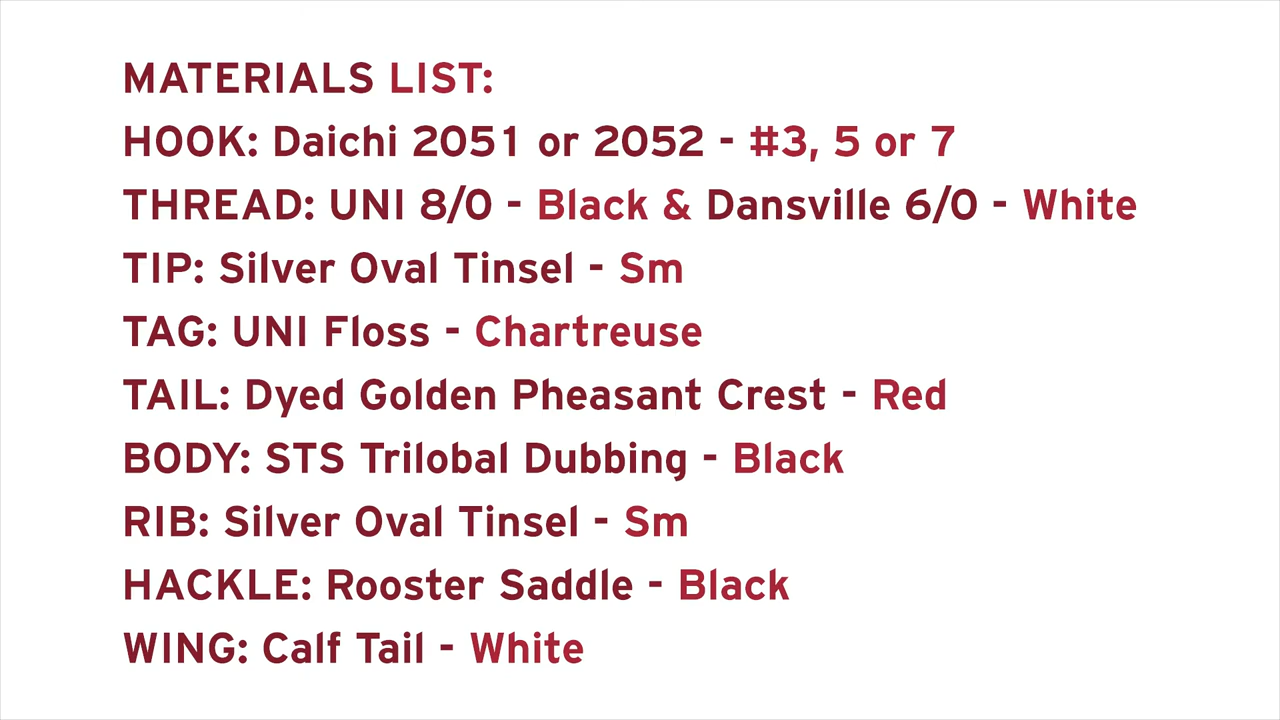 MATERIALS LIST:
HOOK: Daichi 2051 or 2052 - #3, 5 or 7
THREAD: UNI 8/0 - Black & Dansville 6/0 - White
TIP: Silver Oval Tinsel - Sm
TAG: UNI Floss - Chartreuse
TAIL: Dyed Golden Pheasant Crest - Red
BODY: STS Trilobal Dubbing - Black
RIB: Silver Oval Tinsel - Sm
HACKLE: Rooster Saddle - Black
WING: Calf Tail - White